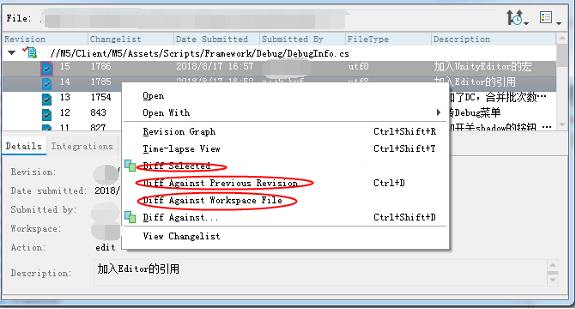 File:
Revision Changelist Date Submitted Submitted By FileType Description
//M5/Client/M5/Assets/Scripts/Framework/Debug/DebugInfo.cs
15 1786 2018/8/17 16:57 utf8 加入UnityEditor的宏
14 1785 2018/8/17 16:52 utf8 加入Editor的引用
13 1754 加了DC，合并批次数…
12 843 Debug菜单
11 827 加开关shadow的按钮
Open
Open With
Revision Graph Ctrl+Shift+R
Time-lapse View Ctrl+Shift+T
Diff Selected
Diff Against Previous Revision Ctrl+D
Diff Against Workspace File
Diff Against... Ctrl+Shift+D
View Changelist
Details Integrations
Revision:
Date submitted: 2018/
Submitted by:
Workspace:
Action: edit
Description: 加入Editor的引用